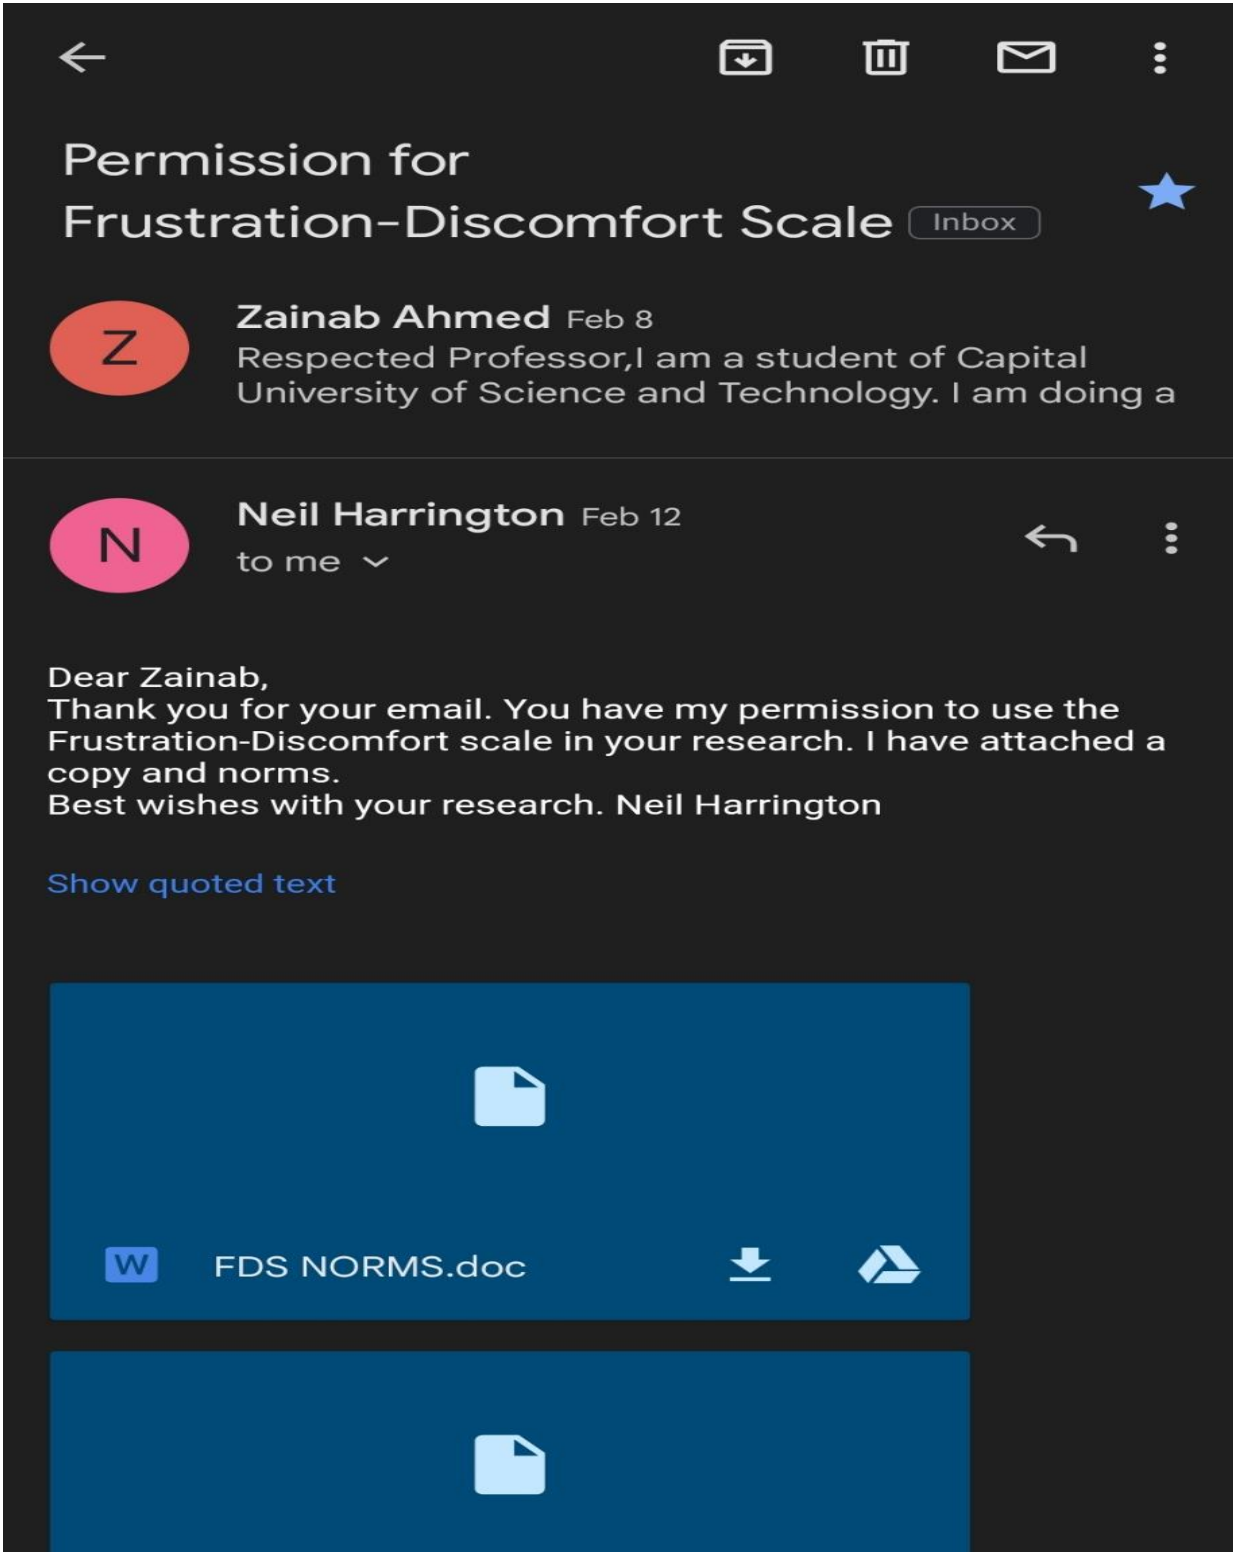 Permission for
Frustration-Discomfort Scale Inbox
Z
Zainab Ahmed Feb 8
Respected Professor,I am a student of Capital
University of Science and Technology. I am doing a
N
Neil Harrington Feb 12
to me
Dear Zainab,
Thank you for your email. You have my permission to use the
Frustration-Discomfort scale in your research. I have attached a
copy and norms.
Best wishes with your research. Neil Harrington
Show quoted text
W FDS NORMS.doc